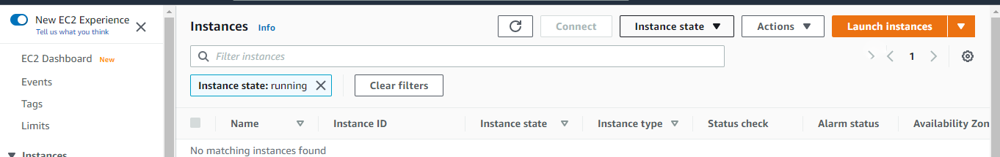 New EC2 Experience
Tell us what you think
EC2 Dashboard New
Events
Tags
Limits
Instances
Instances Info
Connect
Instance state
Actions
Launch instances
Filter instances
1
Instance state: running
Clear filters
Name Instance ID Instance state Instance type Status check Alarm status Availability Zon
No matching instances found